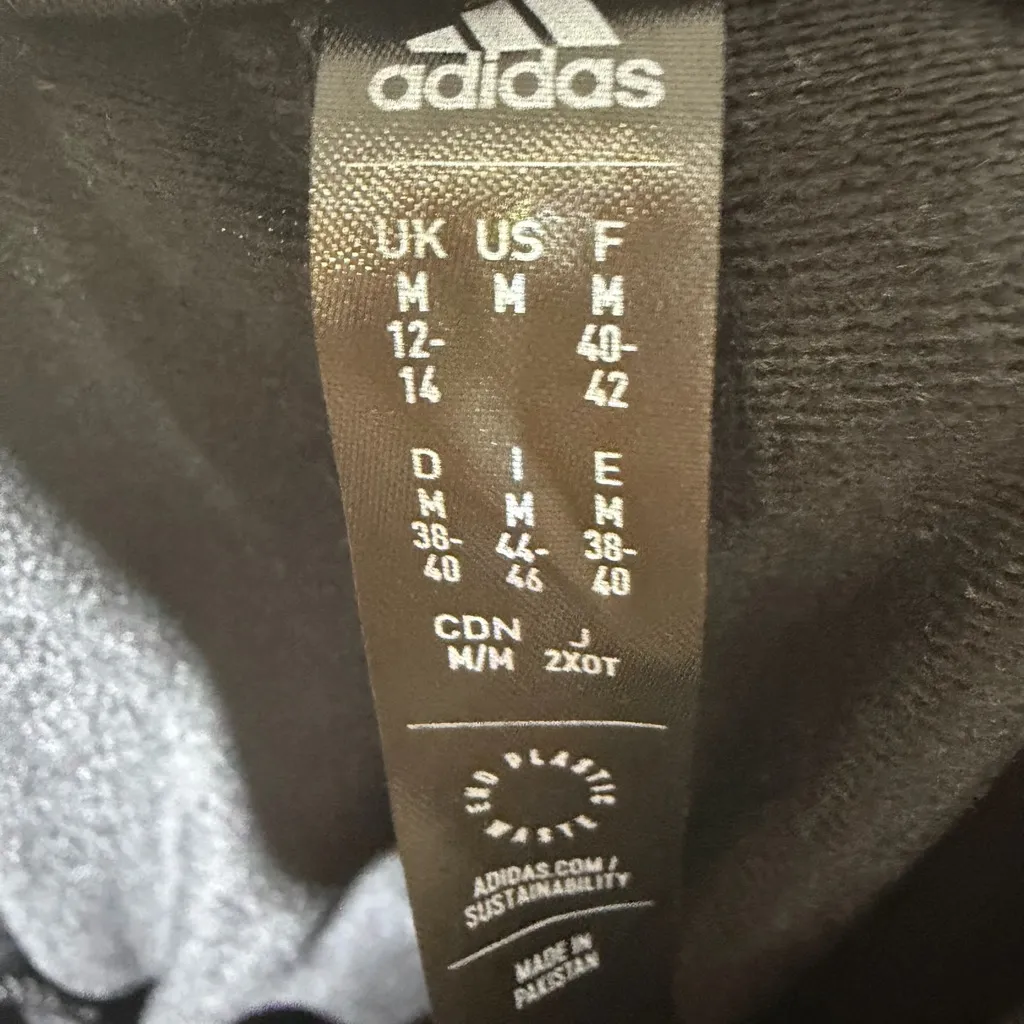 adidas
UK US F
M M M
12- 40-
14 42
D I E
M M M
38- 44- 38-
40 46 40
CDN J
M/M 2XOT
END PLASTIC WASTE
ADIDAS.COM/
SUSTAINABILITY
MADE IN
PAKISTAN